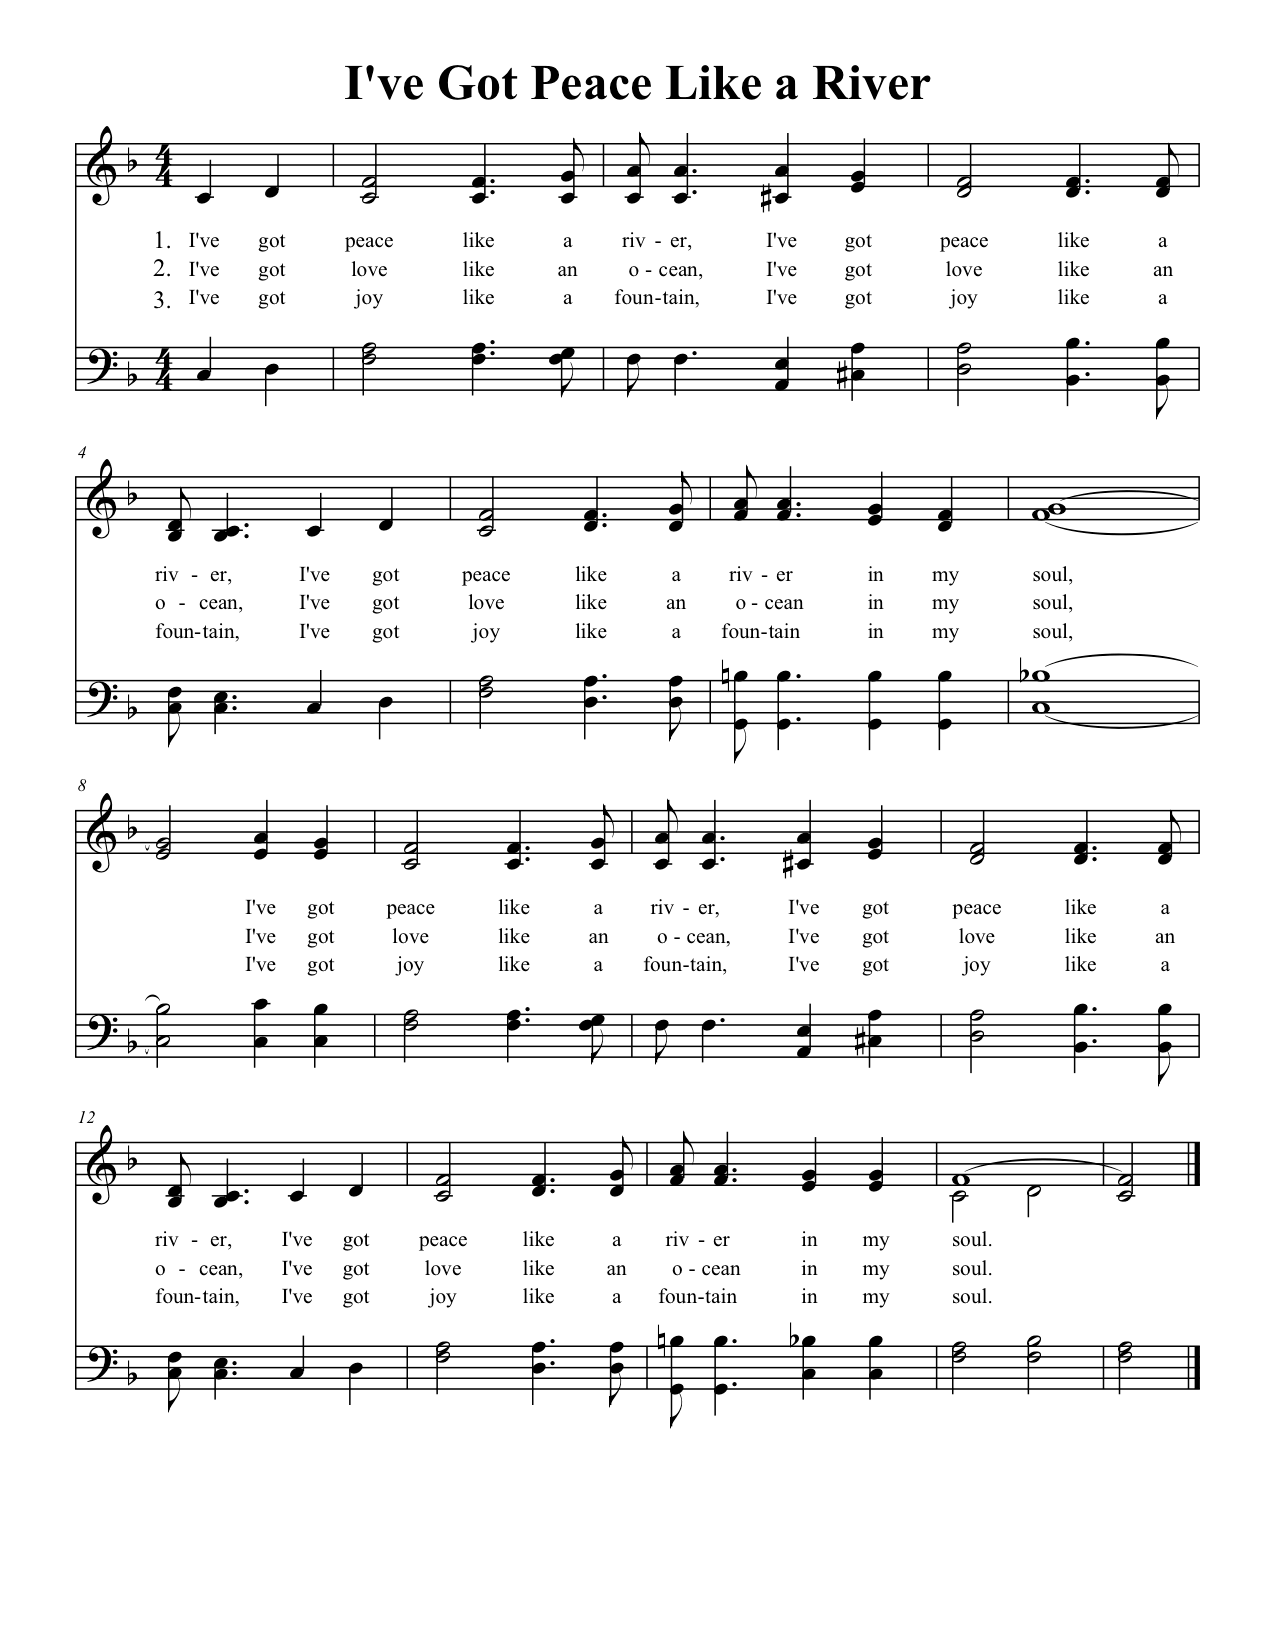 I've Got Peace Like a River
4 4
1. I've got peace like a riv - er, I've got peace like a
2. I've got love like an o - cean, I've got love like an
3. I've got joy like a foun-tain, I've got joy like a
4 4
4
riv - er, I've got peace like a riv - er in my soul,
o - cean, I've got love like an o - cean in my soul,
foun-tain, I've got joy like a foun-tain in my soul,
8
I've got peace like a riv - er, I've got peace like a
I've got love like an o - cean, I've got love like an
I've got joy like a foun-tain, I've got joy like a
12
riv - er, I've got peace like a riv - er in my soul.
o - cean, I've got love like an o - cean in my soul.
foun-tain, I've got joy like a foun-tain in my soul.